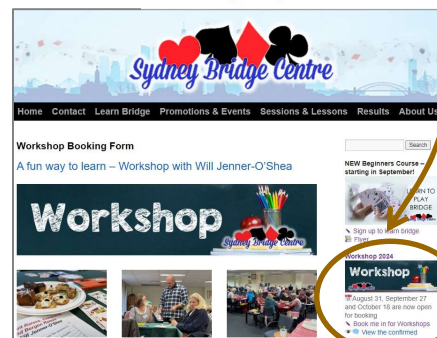 Sydney Bridge Centre
Home Contact Learn Bridge Promotions & Events Sessions & Lessons Results About Us
Workshop Booking Form
A fun way to learn – Workshop with Will Jenner-O'Shea
Workshop
Sydney Bridge Centre
Search
NEW Beginners Course –
starting in September!
LEARN TO
PLAY
BRIDGE
Sign up to learn bridge
Flyer
Workshop 2024
Workshop
August 31, September 27
and October 18 are now open
for booking
Book me in for Workshops
View the confirmed